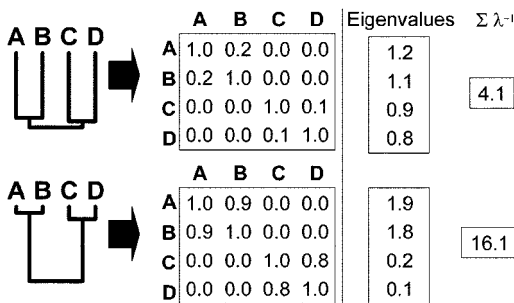 A B C D Eigenvalues Σ λ⁻¹
A B C D
A 1.0 0.2 0.0 0.0 1.2
B 0.2 1.0 0.0 0.0 1.1
C 0.0 0.0 1.0 0.1 0.9
D 0.0 0.0 0.1 1.0 0.8
4.1
A B C D
A B C D
A 1.0 0.9 0.0 0.0 1.9
B 0.9 1.0 0.0 0.0 1.8
C 0.0 0.0 1.0 0.8 0.2
D 0.0 0.0 0.8 1.0 0.1
16.1